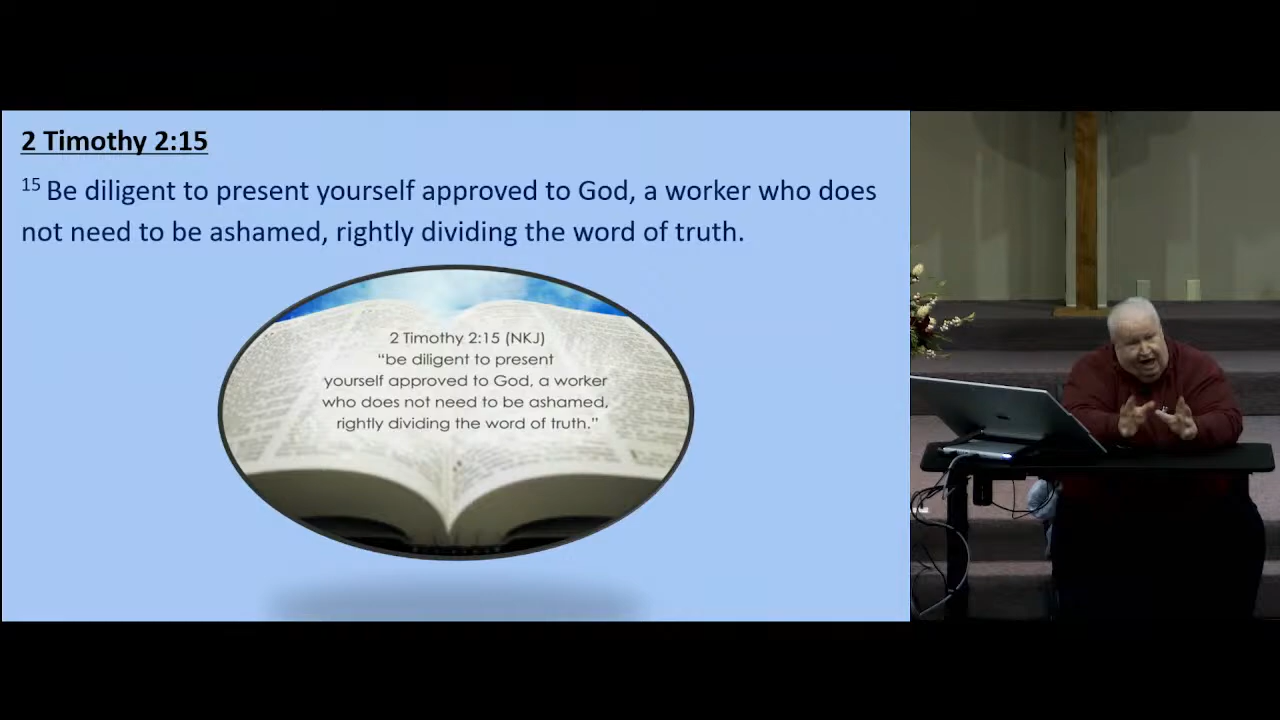 2 Timothy 2:15
15 Be diligent to present yourself approved to God, a worker who does
not need to be ashamed, rightly dividing the word of truth.
2 Timothy 2:15 (NKJ)
“be diligent to present
yourself approved to God, a worker
who does not need to be ashamed,
rightly dividing the word of truth.”